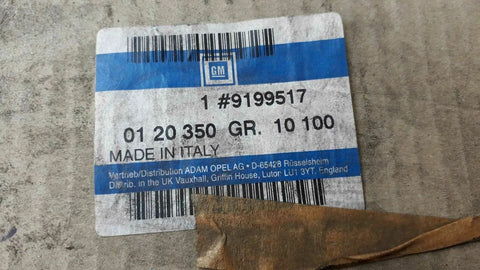 GM
1 #9199517
01 20 350 GR. 10 100
MADE IN ITALY
Vertrieb/Distribution ADAM OPEL AG • D-65428 Rüsselsheim
Distrib. in the UK Vauxhall, Griffin House, Luton LU1 3YT. England